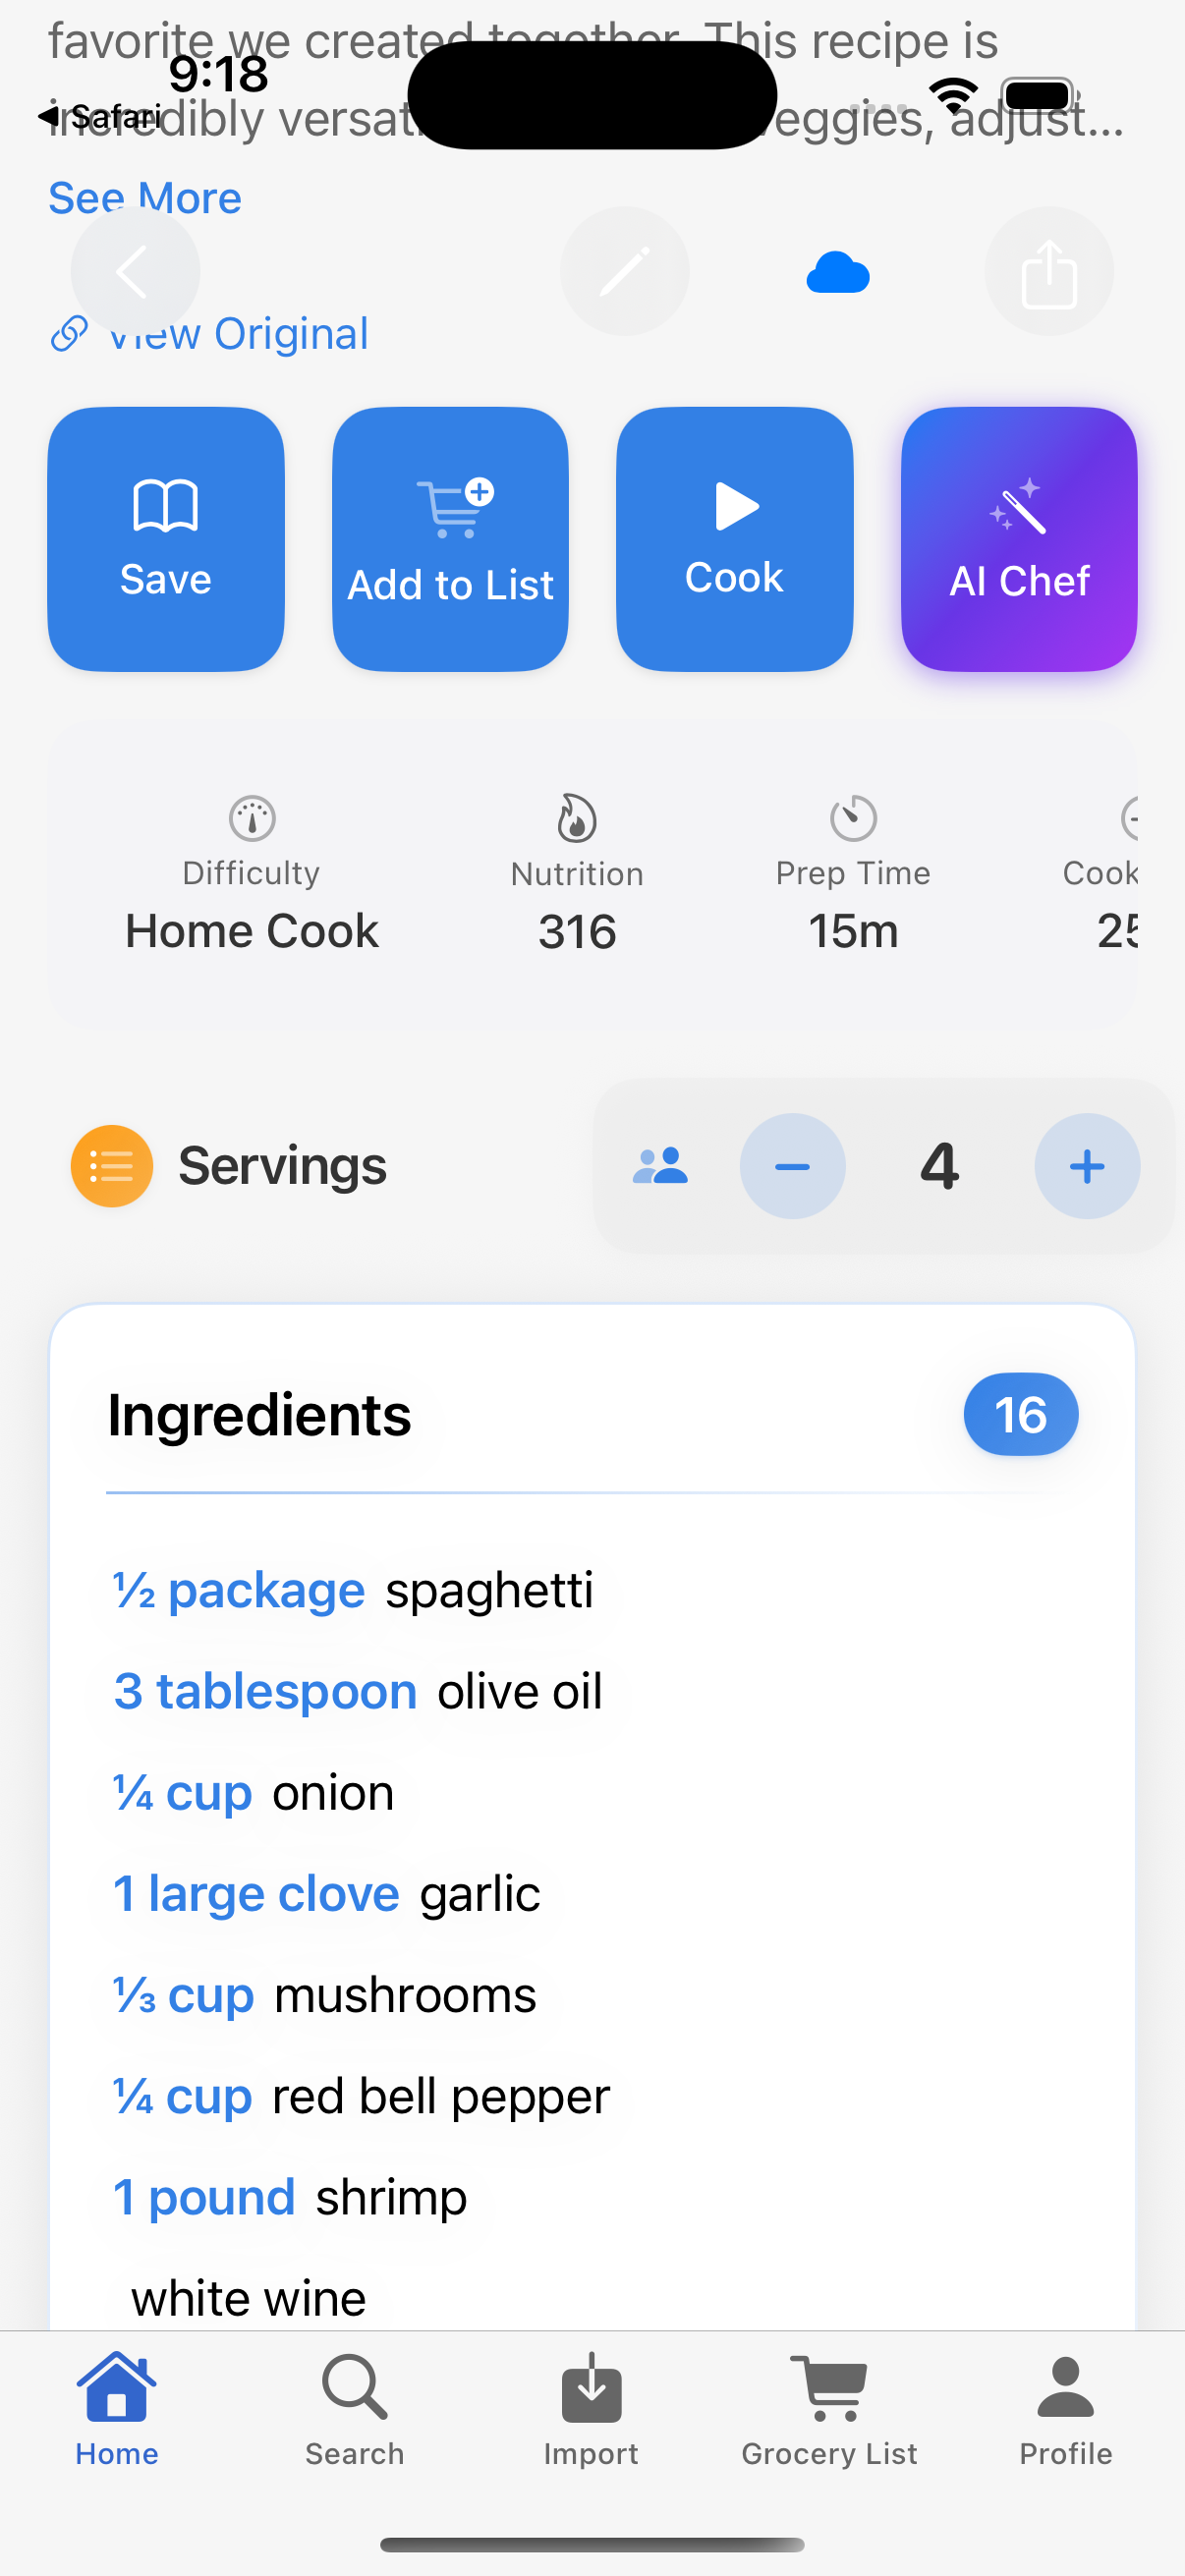 favorite we created together. This recipe is
9:18
Safari
incredibly versat eggies, adjust...
See More
View Original
Save
Add to List
Cook
AI Chef
Difficulty
Nutrition
Prep Time
Cook
Home Cook
316
15m
25
Servings
4
Ingredients
16
½ package spaghetti
3 tablespoon olive oil
¼ cup onion
1 large clove garlic
⅓ cup mushrooms
¼ cup red bell pepper
1 pound shrimp
white wine
Home
Search
Import
Grocery List
Profile